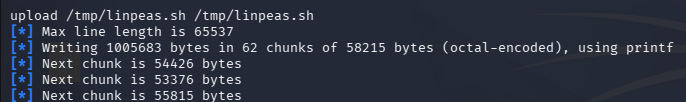 upload /tmp/linpeas.sh /tmp/linpeas.sh
[*] Max line length is 65537
[*] Writing 1005683 bytes in 62 chunks of 58215 bytes (octal-encoded), using printf
[*] Next chunk is 54426 bytes
[*] Next chunk is 53376 bytes
[*] Next chunk is 55815 bytes